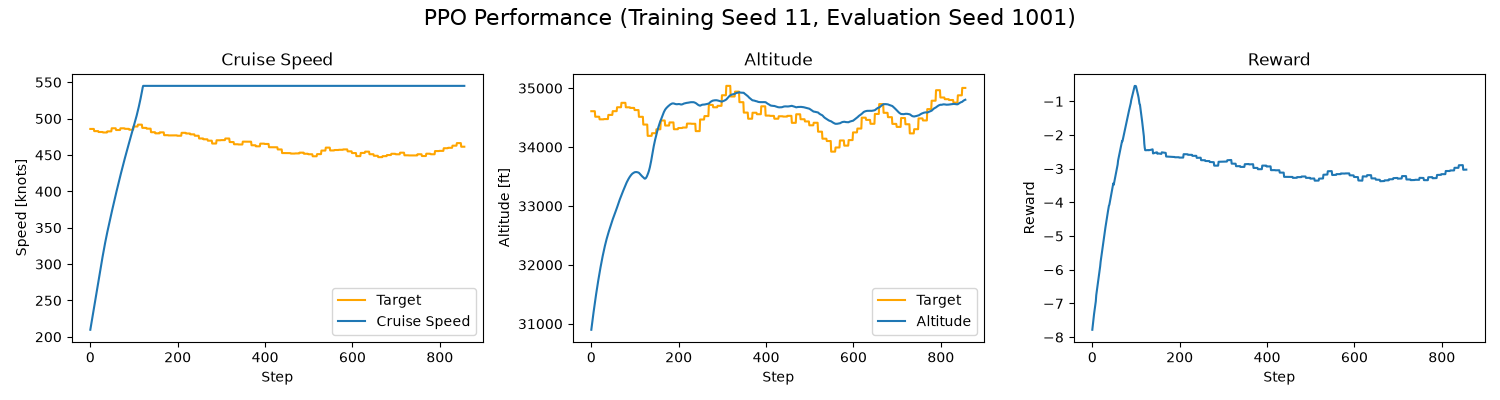 PPO Performance (Training Seed 11, Evaluation Seed 1001)
Cruise Speed
550
500
450
400
350
300
250
200
Speed [knots]
0 200 400 600 800
Step
Target
Cruise Speed
Altitude
35000
34000
33000
32000
31000
Altitude [ft]
0 200 400 600 800
Step
Target
Altitude
Reward
−1
−2
−3
−4
−5
−6
−7
−8
Reward
0 200 400 600 800
Step